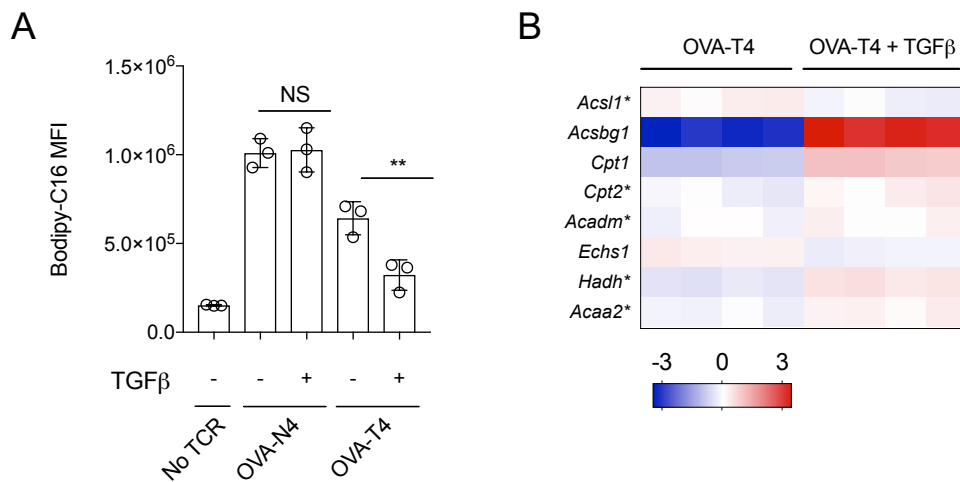 A
Bodipy-C16 MFI
1.5×10⁶
1.0×10⁶
5.0×10⁵
0.0
NS
**
TGFβ - - + - +
No TCR
OVA-N4
OVA-T4
B
OVA-T4 OVA-T4 + TGFβ
Acsl1*
Acsbg1
Cpt1
Cpt2*
Acadm*
Echs1
Hadh*
Acaa2*
-3 0 3